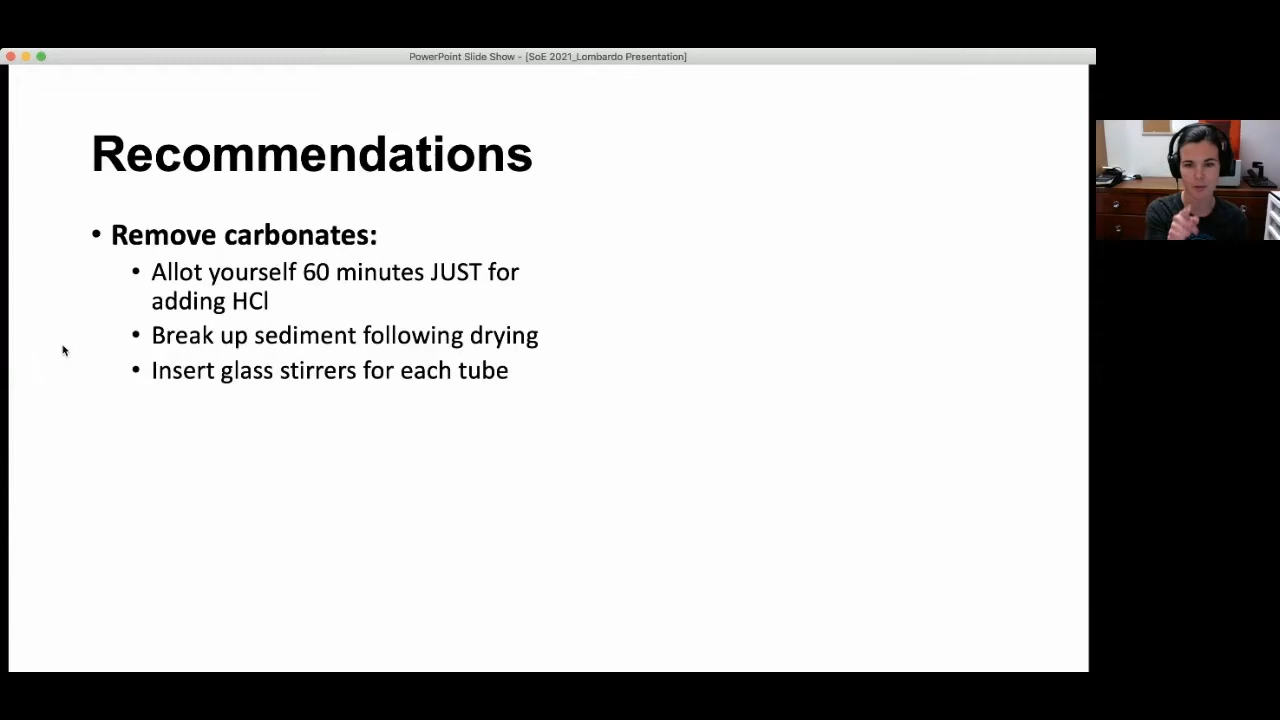 PowerPoint Slide Show - [SoE 2021_Lombardo Presentation]
Recommendations
• Remove carbonates:
• Allot yourself 60 minutes JUST for
adding HCl
• Break up sediment following drying
• Insert glass stirrers for each tube